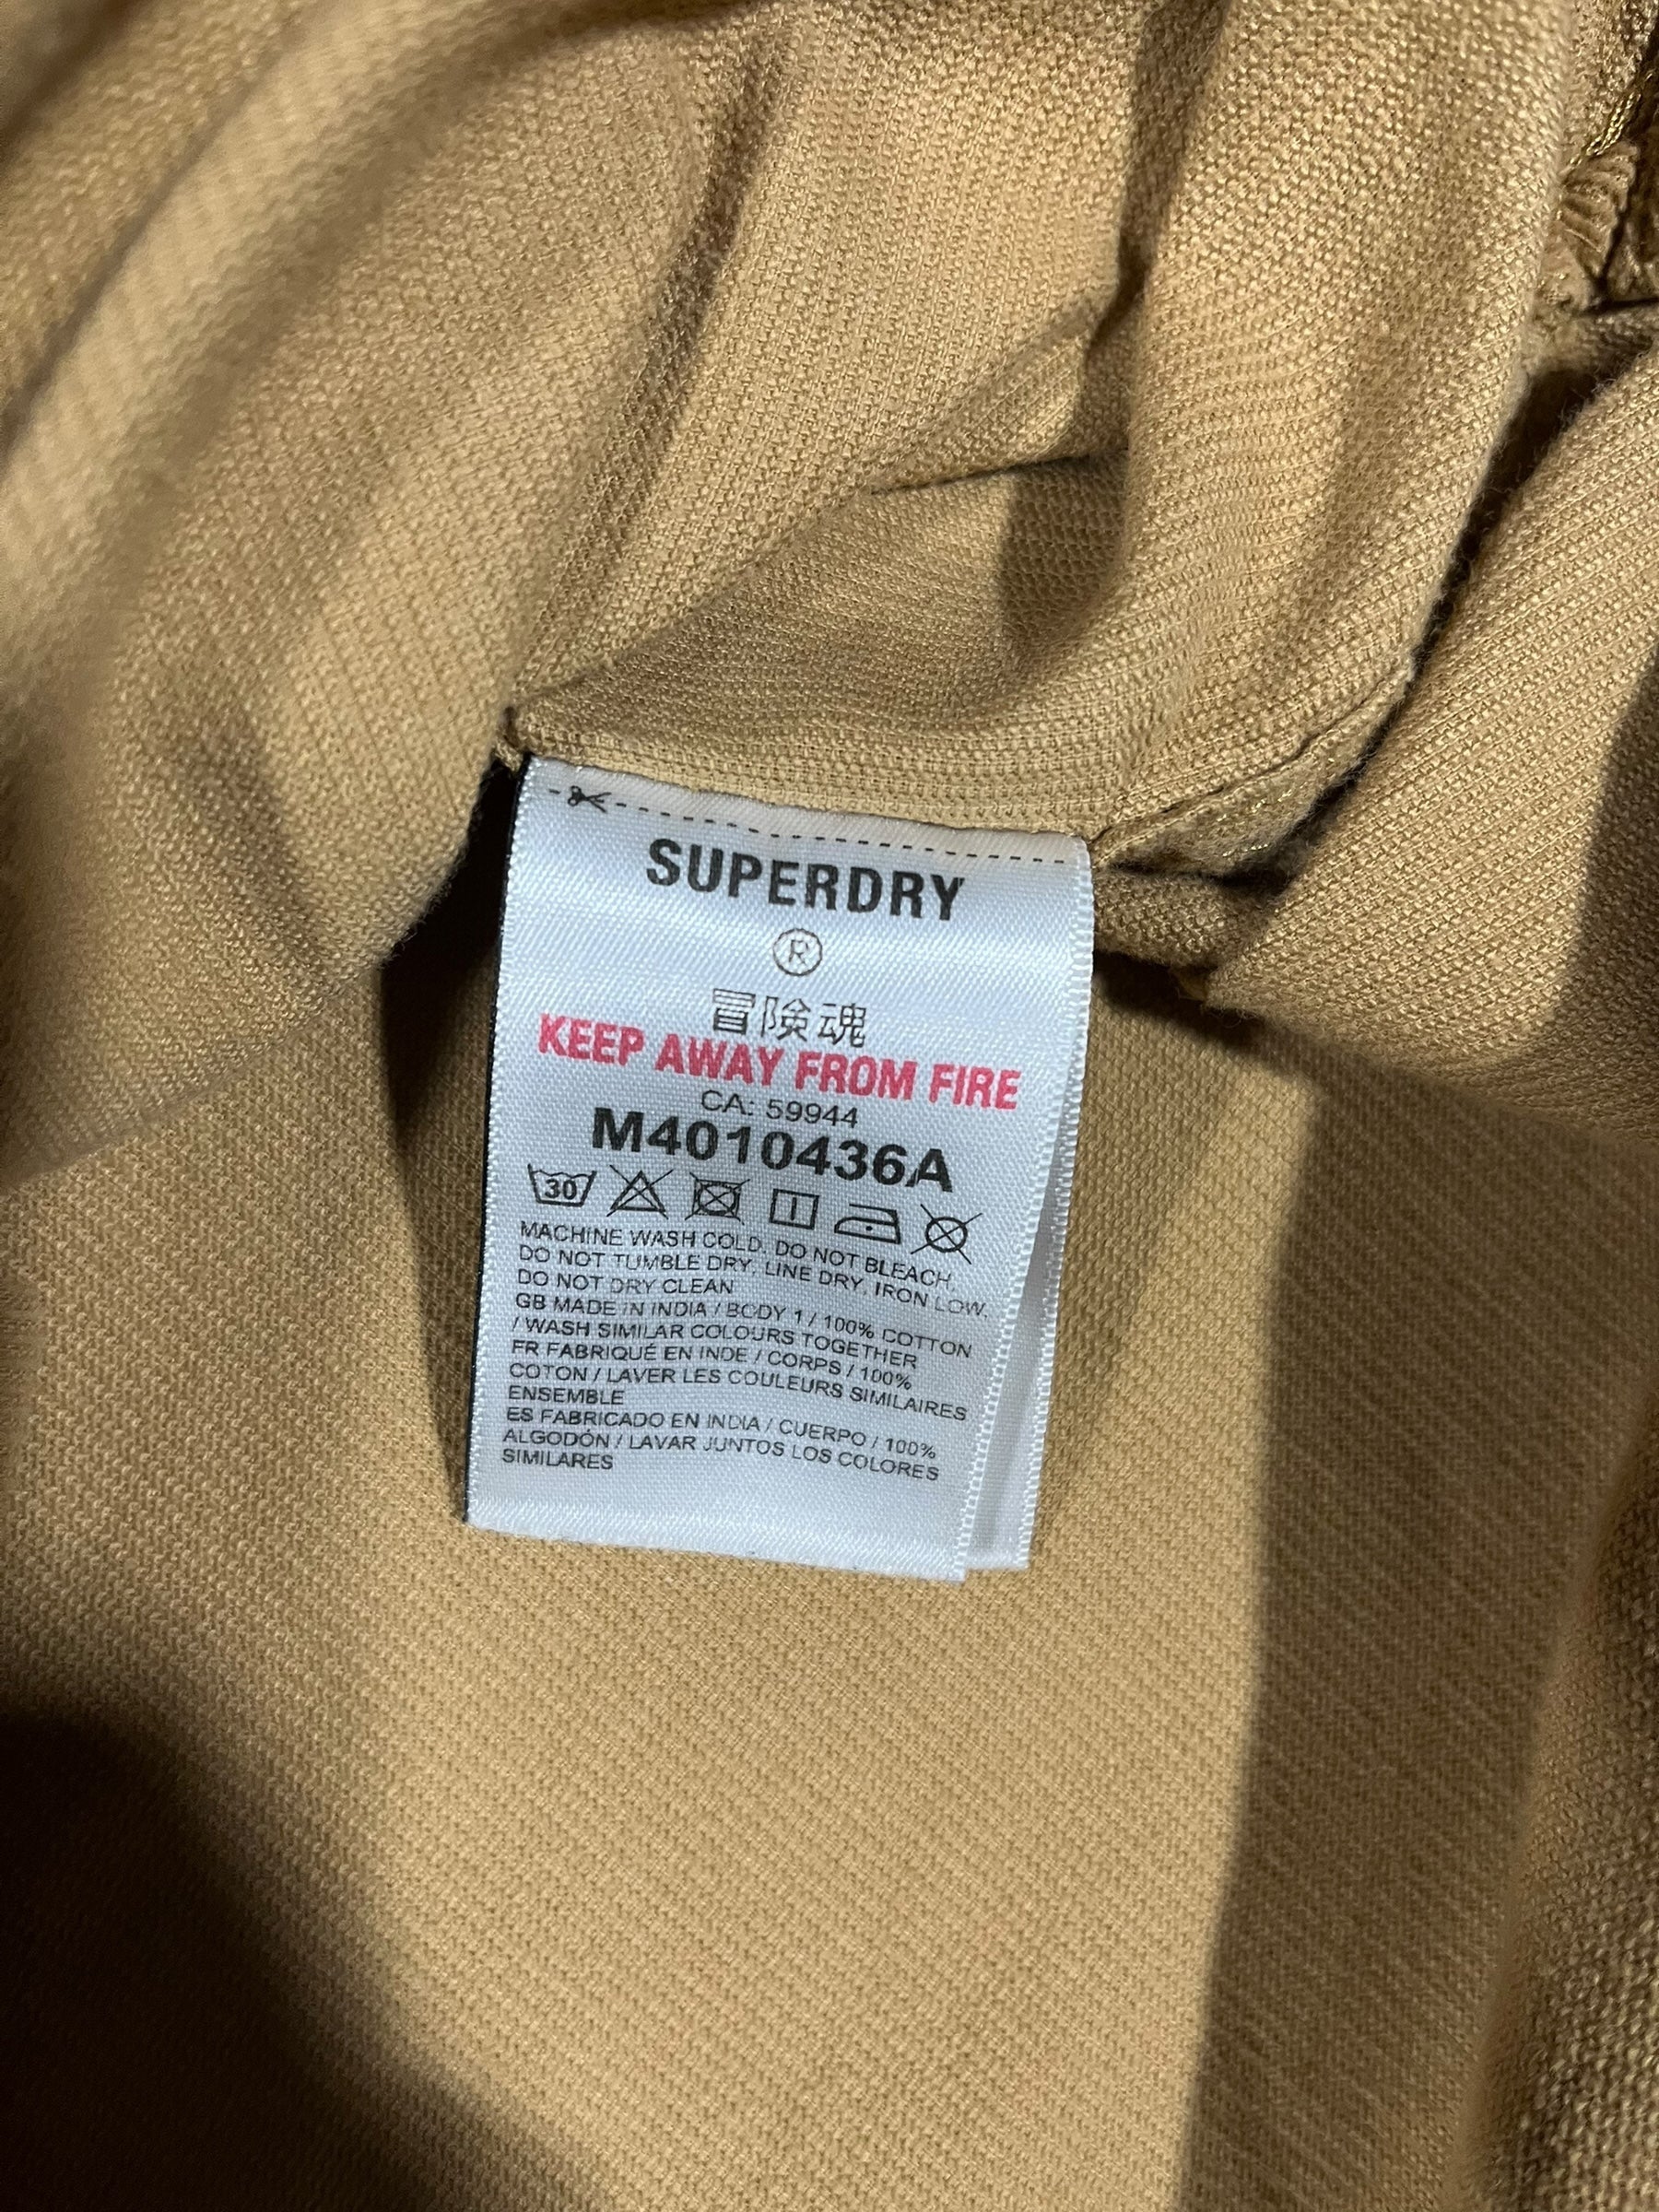 SUPERDRY
®
冒険魂
KEEP AWAY FROM FIRE
CA: 59944
M4010436A
30
MACHINE WASH COLD. DO NOT BLEACH.
DO NOT TUMBLE DRY. LINE DRY. IRON LOW.
DO NOT DRY CLEAN
GB MADE IN INDIA / BODY 1 / 100% COTTON
/ WASH SIMILAR COLOURS TOGETHER
FR FABRIQUÉ EN INDE / CORPS / 100%
COTON / LAVER LES COULEURS SIMILAIRES
ENSEMBLE
ES FABRICADO EN INDIA / CUERPO / 100%
ALGODÓN / LAVAR JUNTOS LOS COLORES
SIMILARES